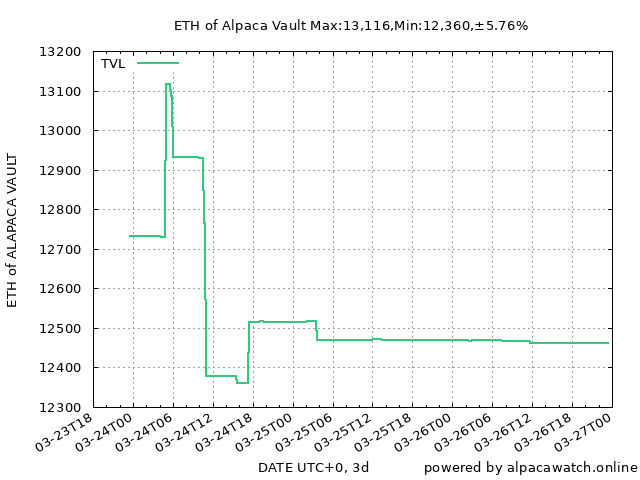 ETH of Alpaca Vault Max:13,116,Min:12,360,±5.76%
TVL
13200
13100
13000
12900
12800
12700
12600
12500
12400
12300
ETH of ALAPACA VAULT
03-23T18
03-24T00
03-24T06
03-24T12
03-24T18
03-25T00
03-25T06
03-25T12
03-25T18
03-26T00
03-26T06
03-26T12
03-26T18
03-27T00
DATE UTC+0, 3d
powered by alpacawatch.online